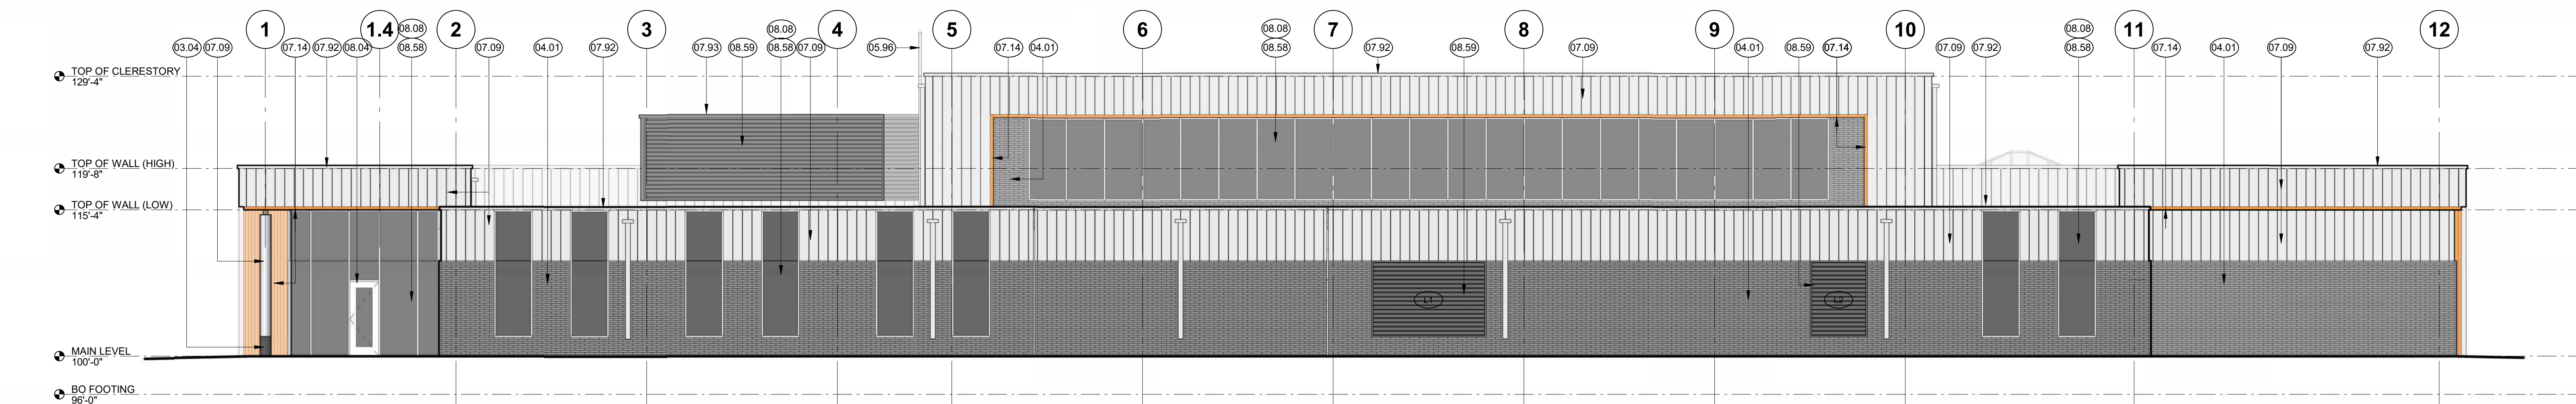 1 1.4 2 3 4 5 6 7 8 9 10 11 12
08.08 08.08 08.08 08.08
03.04 07.09 07.14 07.92 08.04 08.58 07.09 04.01 07.92 07.93 08.59 08.58 07.09 05.96 07.14 04.01 08.58 07.92 08.59 07.09 04.01 08.59 07.14 07.09 07.92 08.58 07.14 04.01 07.09 07.92
TOP OF CLERESTORY
129'-4"
TOP OF WALL (HIGH)
119'-8"
TOP OF WALL (LOW)
115'-4"
L1 L2
MAIN LEVEL
100'-0"
BO FOOTING
96'-0"